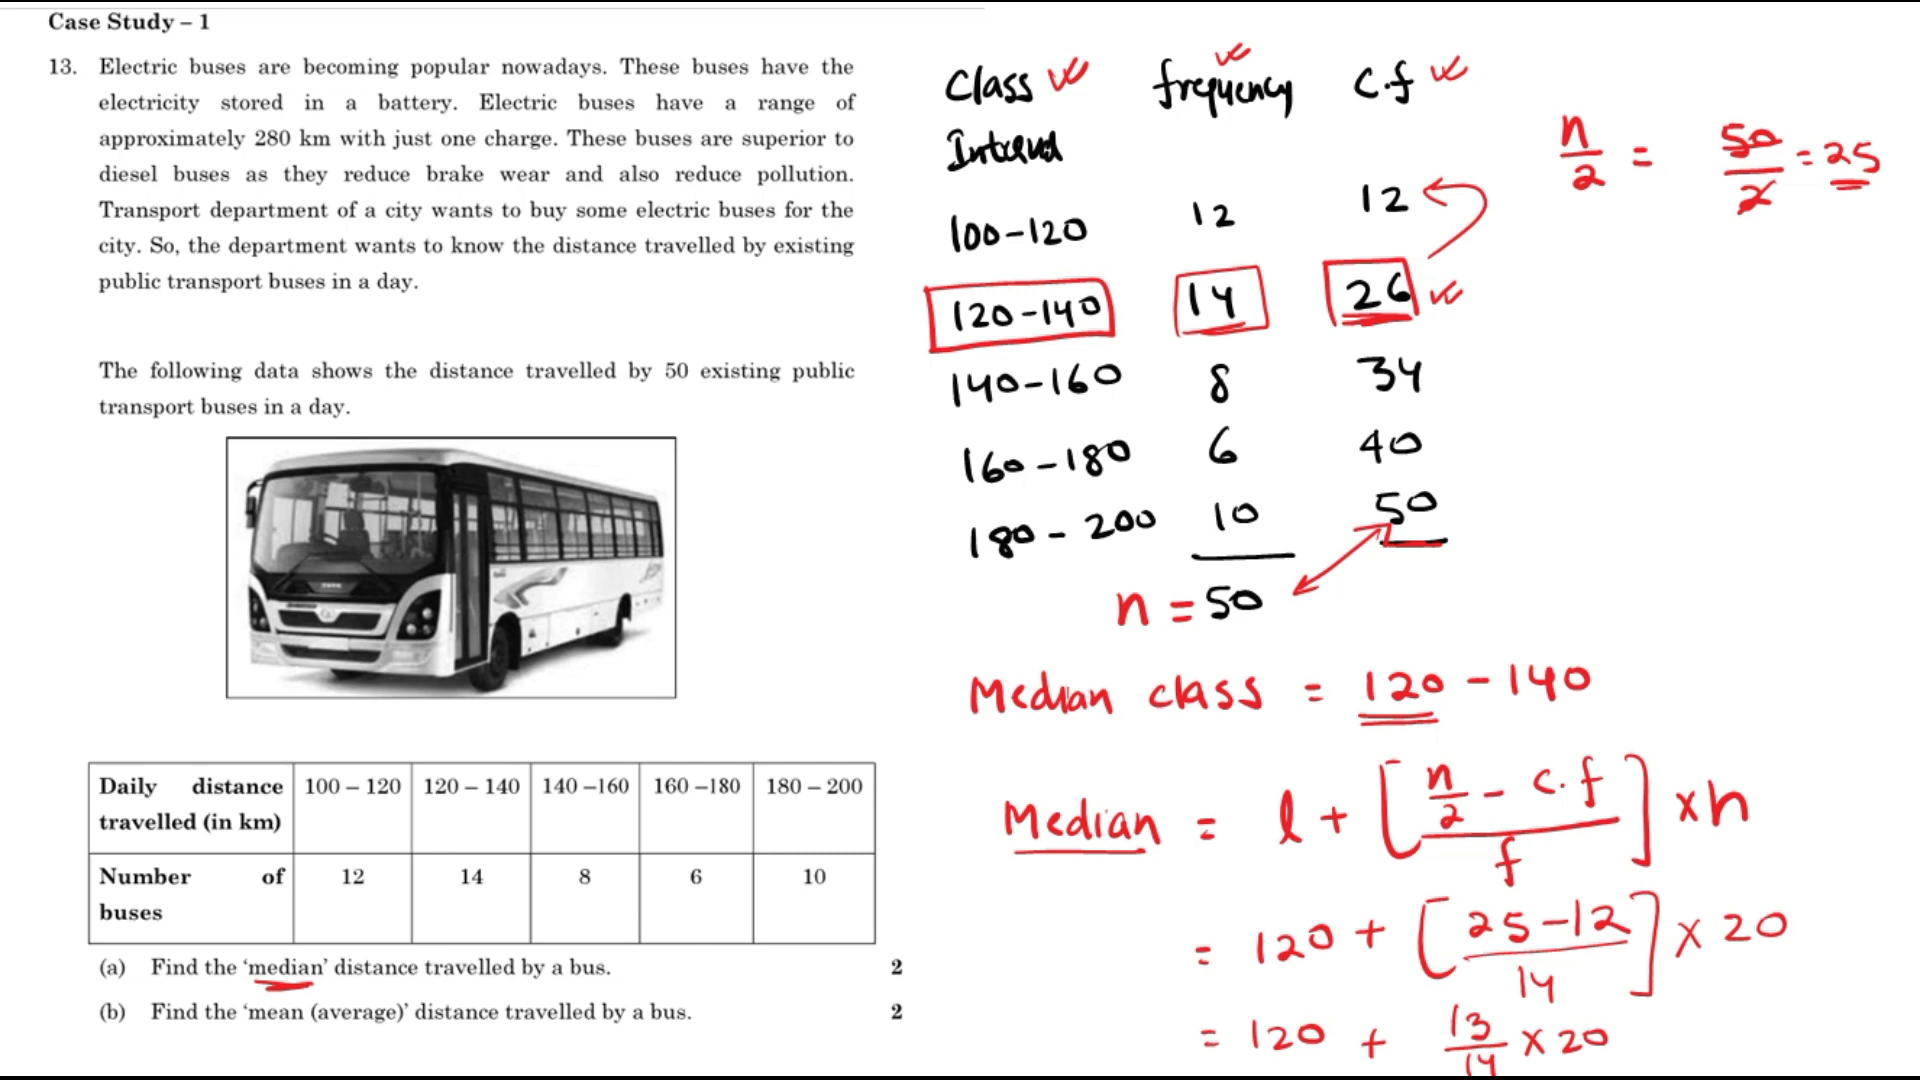 Case Study – 1
13. Electric buses are becoming popular nowadays. These buses have the
electricity stored in a battery. Electric buses have a range of
approximately 280 km with just one charge. These buses are superior to
diesel buses as they reduce brake wear and also reduce pollution.
Transport department of a city wants to buy some electric buses for the
city. So, the department wants to know the distance travelled by existing
public transport buses in a day.
The following data shows the distance travelled by 50 existing public
transport buses in a day.
Daily distance travelled (in km) 100 – 120 120 – 140 140 –160 160 –180 180 – 200
Number of buses 12 14 8 6 10
(a) Find the ‘median’ distance travelled by a bus. 2
(b) Find the ‘mean (average)’ distance travelled by a bus. 2
Class Interval frequency c.f
100-120 12 12
120-140 14 26
140-160 8 34
160-180 6 40
180-200 10 50
n = 50
n/2 = 50/2 = 25
Median class = 120 - 140
Median = l + [(n/2 - c.f)/f] x h
= 120 + [(25-12)/14] x 20
= 120 + 13/14 x 20